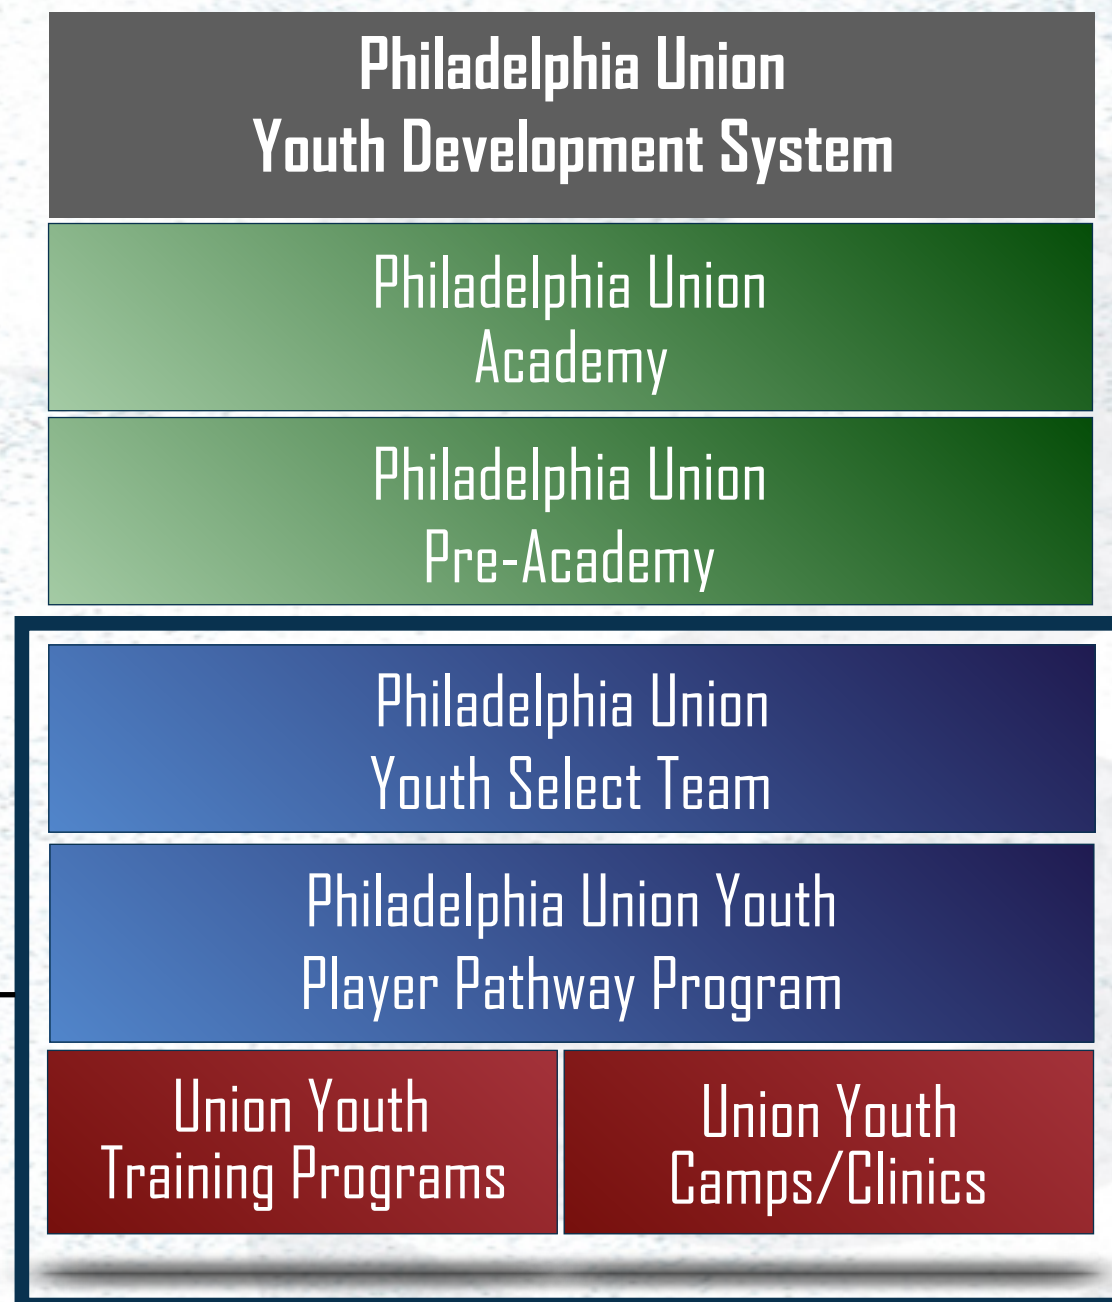 Philadelphia Union
Youth Development System
Philadelphia Union
Academy
Philadelphia Union
Pre-Academy
Philadelphia Union
Youth Select Team
Philadelphia Union Youth
Player Pathway Program
Union Youth
Training Programs
Union Youth
Camps/Clinics